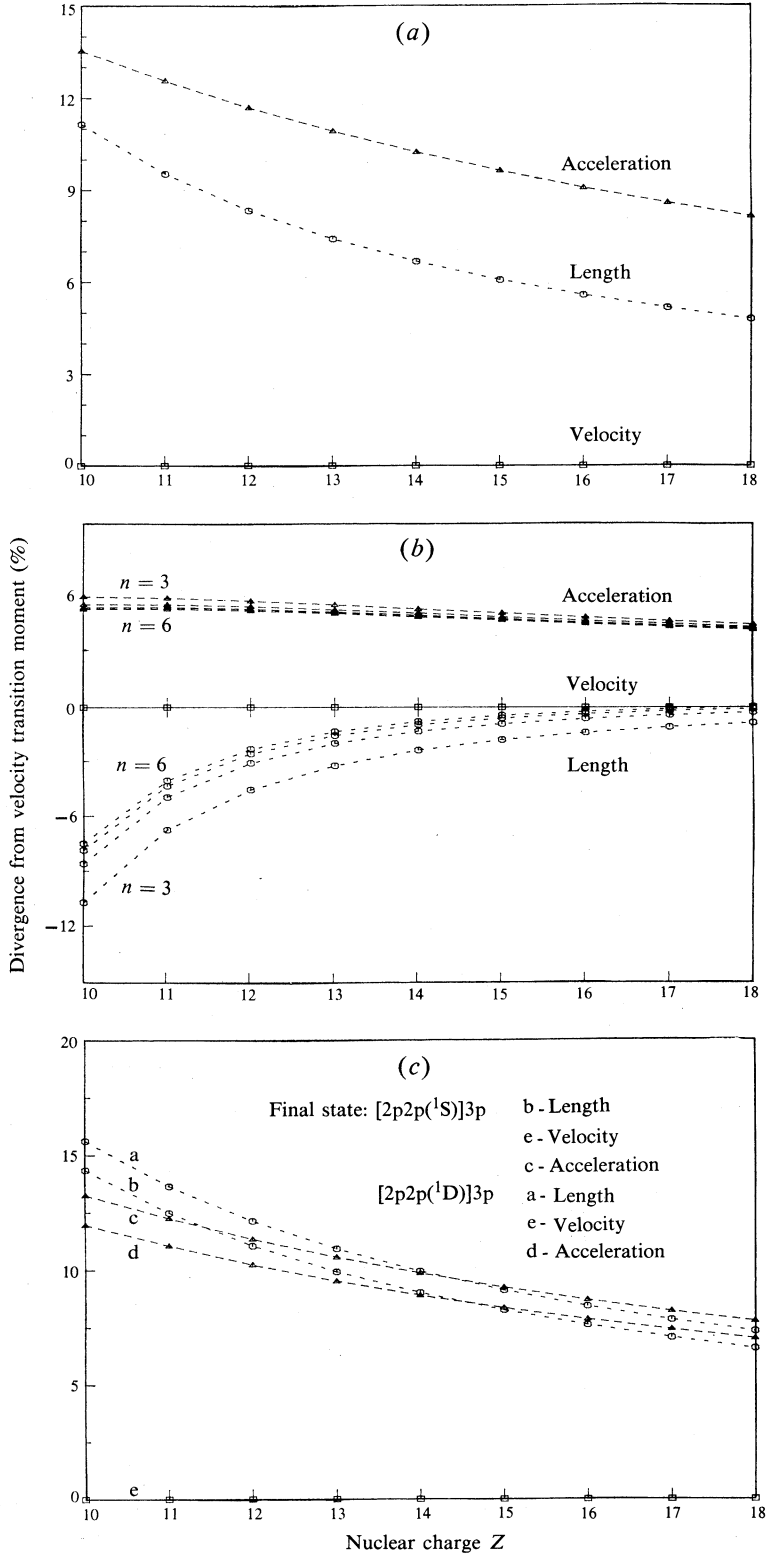 15
(a)
12
Acceleration
9
Length
6
3
Velocity
0
10 11 12 13 14 15 16 17 18
Divergence from velocity transition moment (%)
(b)
n = 3
Acceleration
6
n = 6
Velocity
0
n = 6
Length
−6
n = 3
−12
10 11 12 13 14 15 16 17 18
20
(c)
Final state: [2p2p(¹S)]3p b - Length
e - Velocity
15
a
c - Acceleration
b
[2p2p(¹D)]3p a - Length
c
e - Velocity
d
d - Acceleration
10
5
e
0
10 11 12 13 14 15 16 17 18
Nuclear charge Z